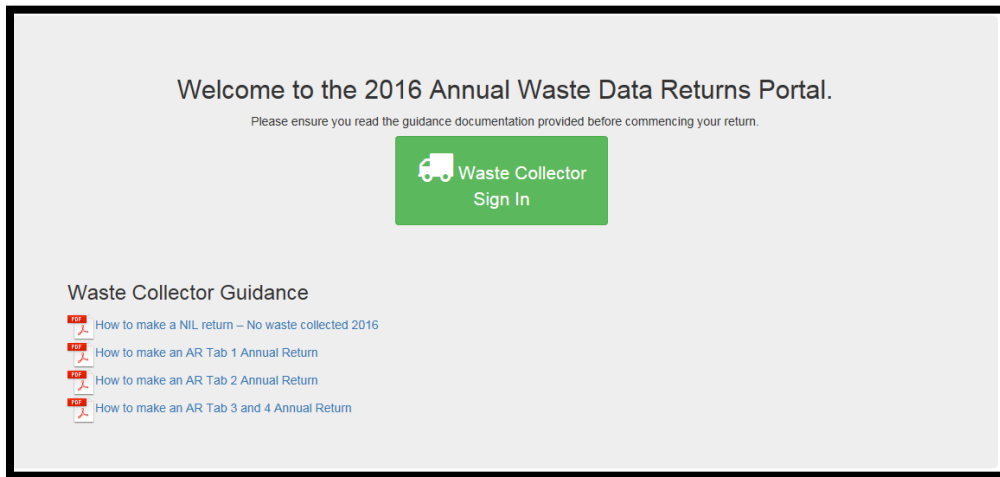 Welcome to the 2016 Annual Waste Data Returns Portal.
Please ensure you read the guidance documentation provided before commencing your return.
Waste Collector
Sign In
Waste Collector Guidance
PDF How to make a NIL return – No waste collected 2016
PDF How to make an AR Tab 1 Annual Return
PDF How to make an AR Tab 2 Annual Return
PDF How to make an AR Tab 3 and 4 Annual Return